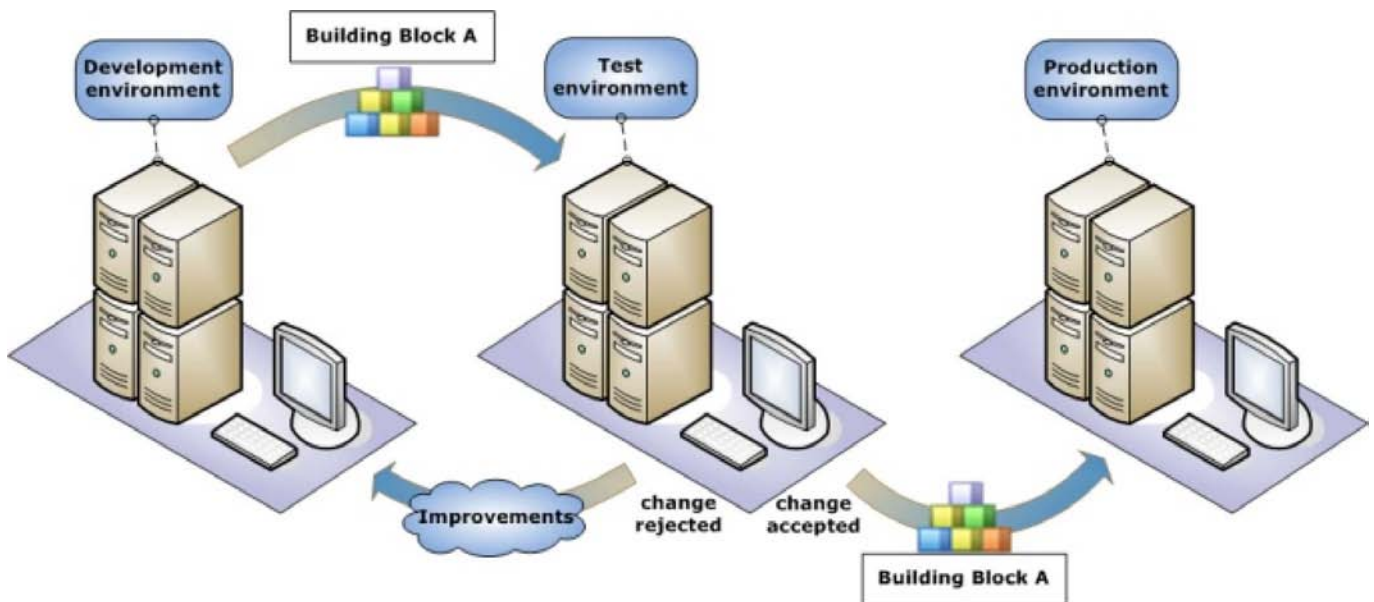 Building Block A
Development
environment
Test
environment
Production
environment
Improvements
change
rejected
change
accepted
Building Block A